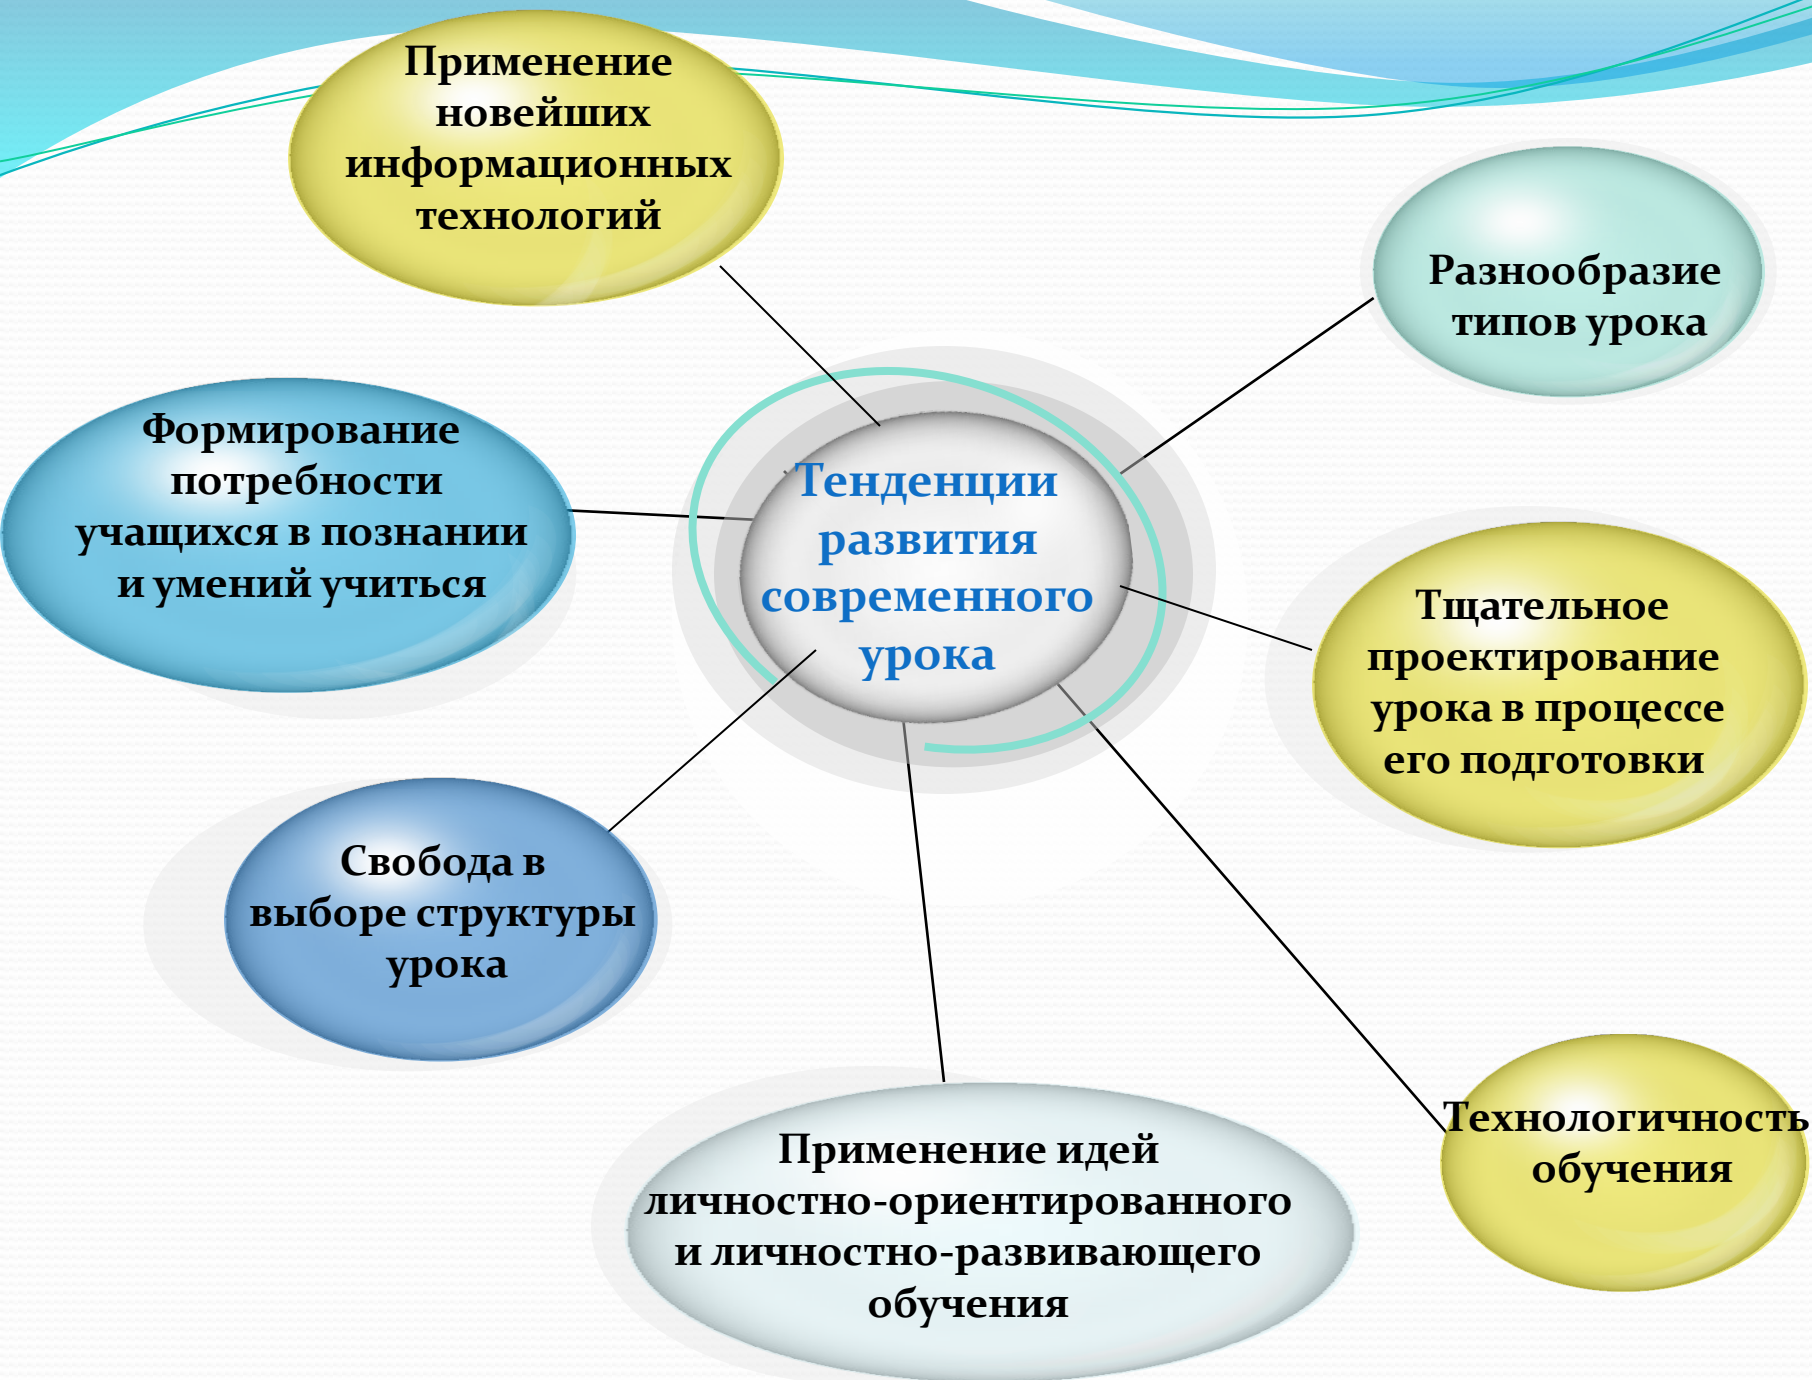 Применение
новейших
информационных
технологий
Разнообразие
типов урока
Формирование
потребности
учащихся в познании
и умений учиться
Тенденции
развития
современного
урока
Тщательное
проектирование
урока в процессе
его подготовки
Свобода в
выборе структуры
урока
Технологичность
обучения
Применение идей
личностно-ориентированного
и личностно-развивающего
обучения